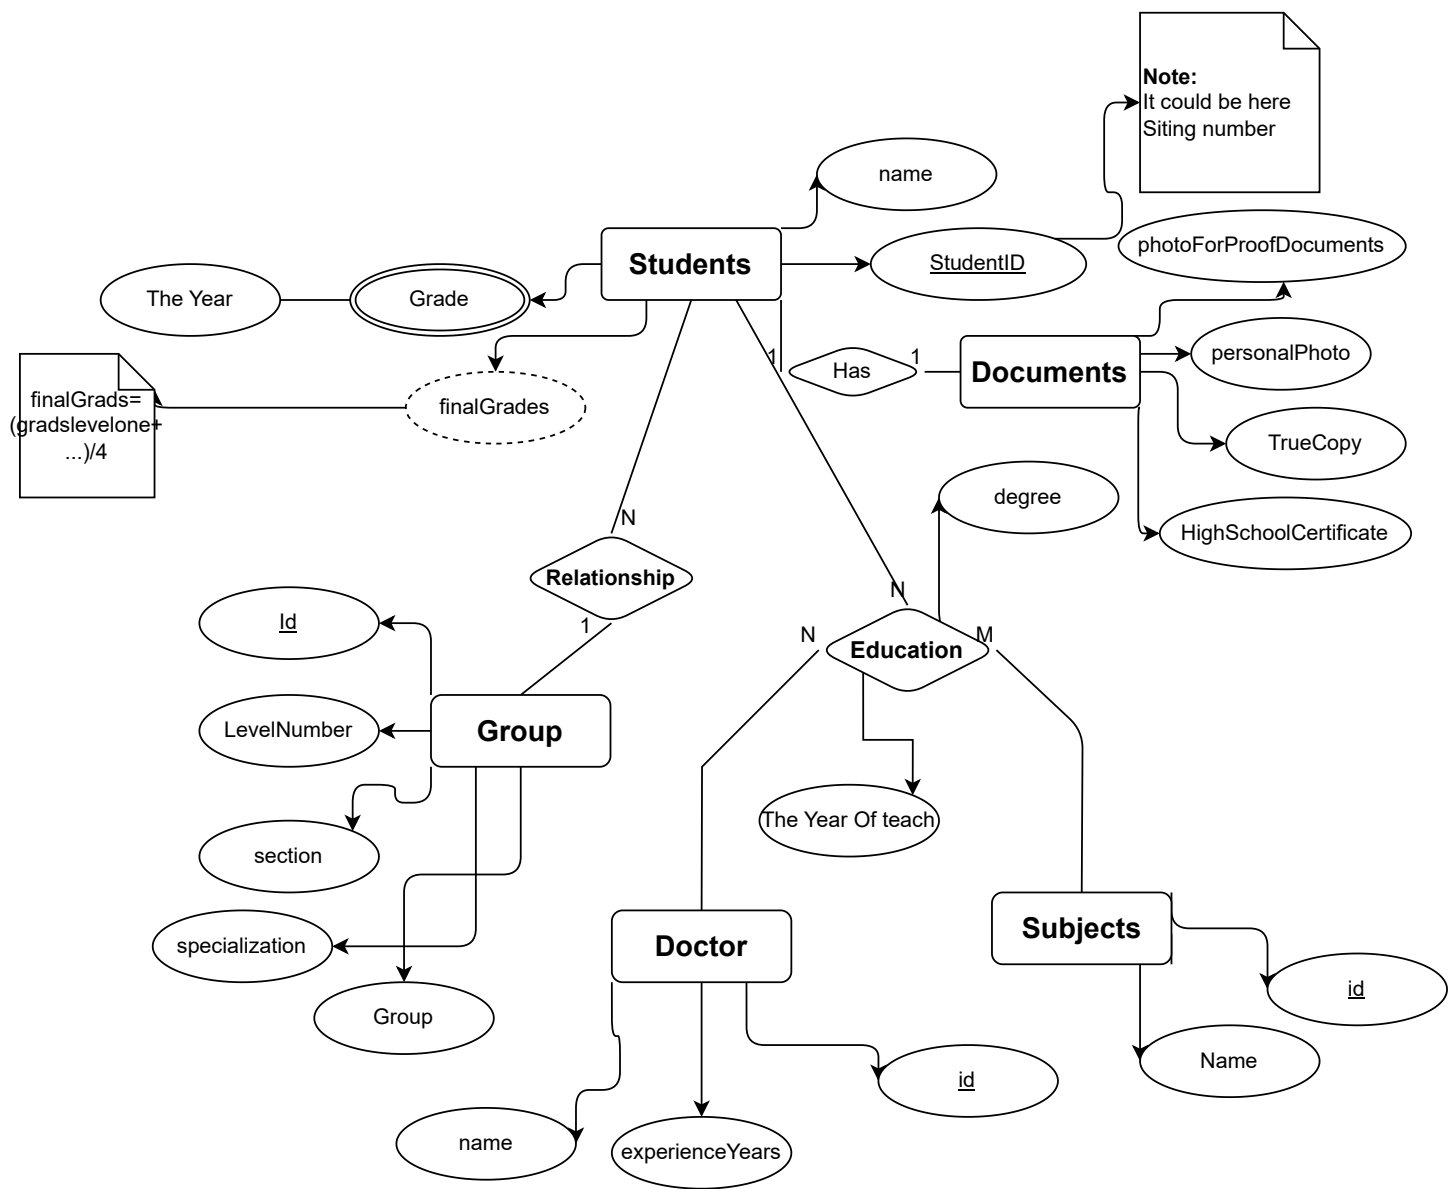 Note:
It could be here
Siting number
name
Students
StudentID
photoForProofDocuments
The Year
Grade
1
Has
1
Documents
personalPhoto
finalGrads=
(gradslevelone+
...)/4
finalGrades
TrueCopy
degree
N
HighSchoolCertificate
Relationship
N
Id
1
N
M
Education
LevelNumber
Group
The Year Of teach
section
specialization
Doctor
Subjects
id
Group
Name
id
name
experienceYears